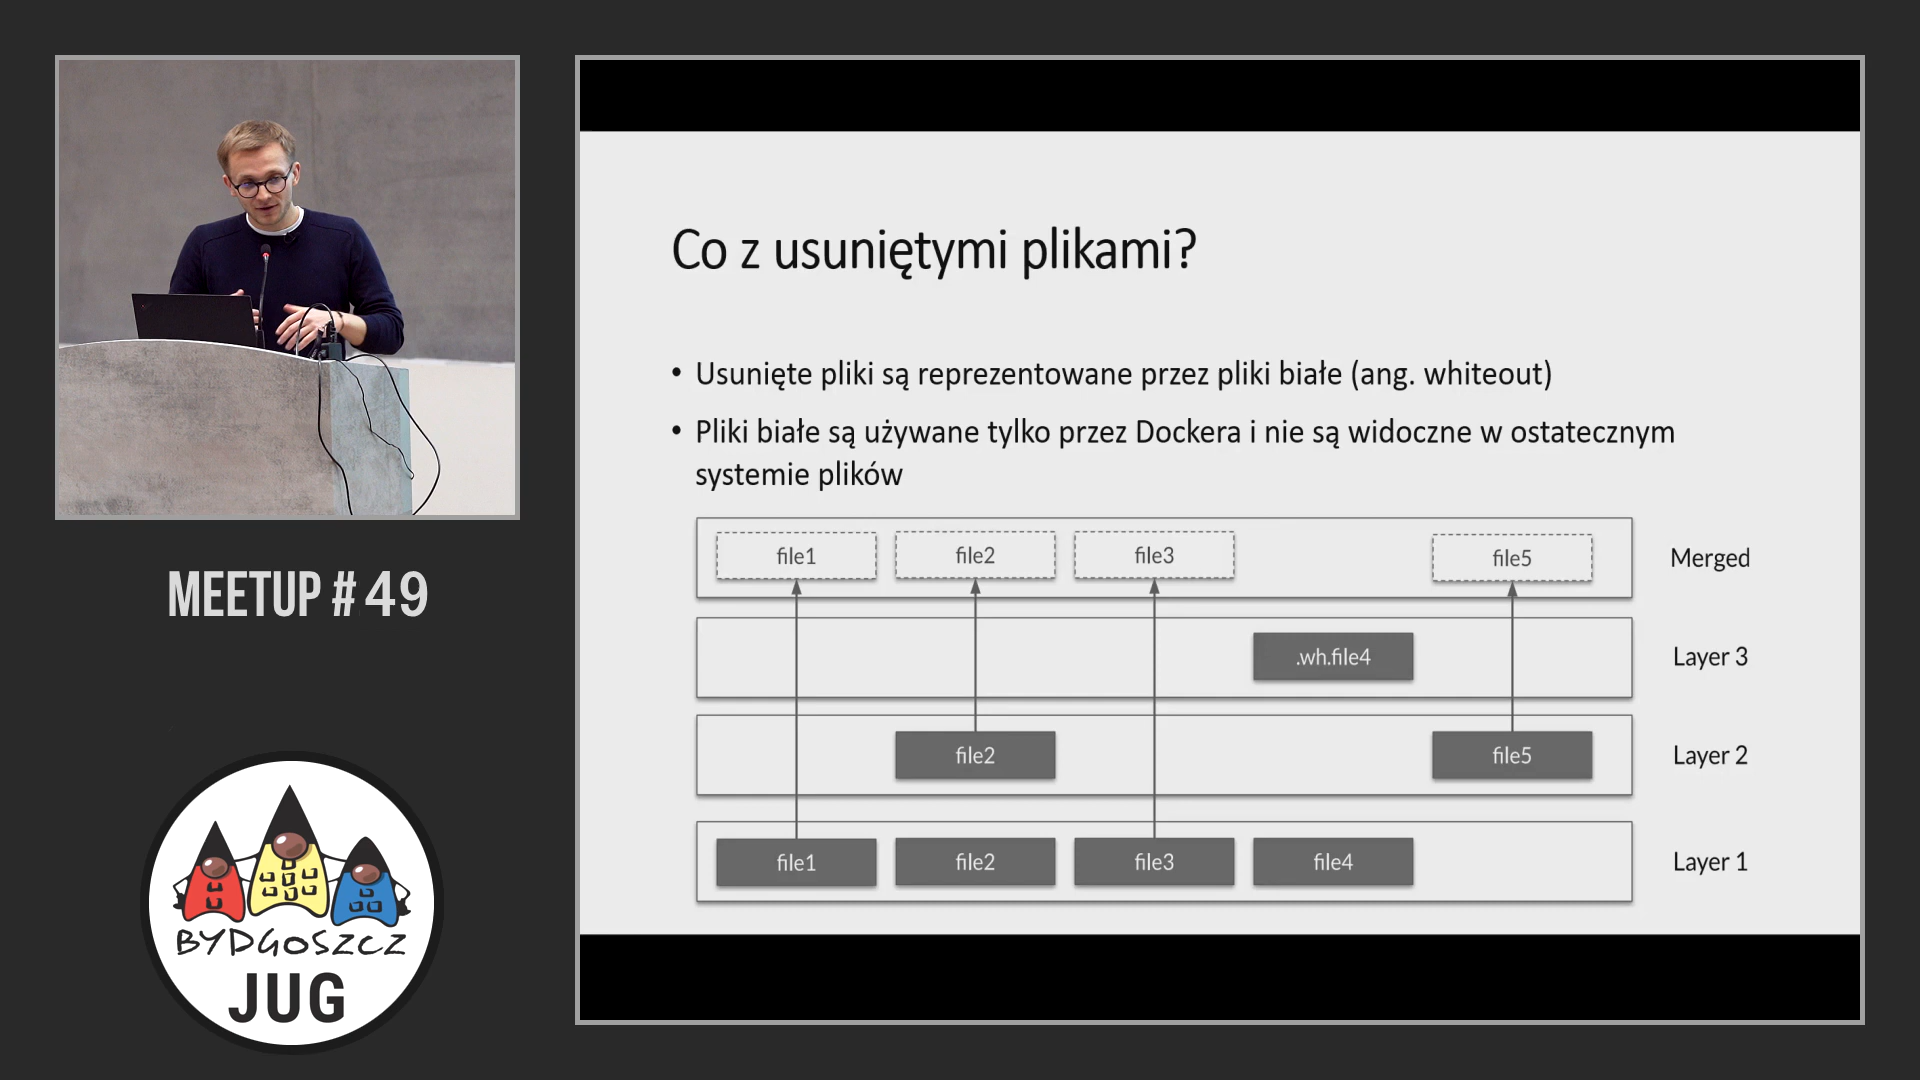 MEETUP # 49
BYDGOSZCZ
JUG
Co z usuniętymi plikami?
• Usunięte pliki są reprezentowane przez pliki białe (ang. whiteout)
• Pliki białe są używane tylko przez Dockera i nie są widoczne w ostatecznym
systemie plików
file1 file2 file3 file5 Merged
.wh.file4 Layer 3
file2 file5 Layer 2
file1 file2 file3 file4 Layer 1